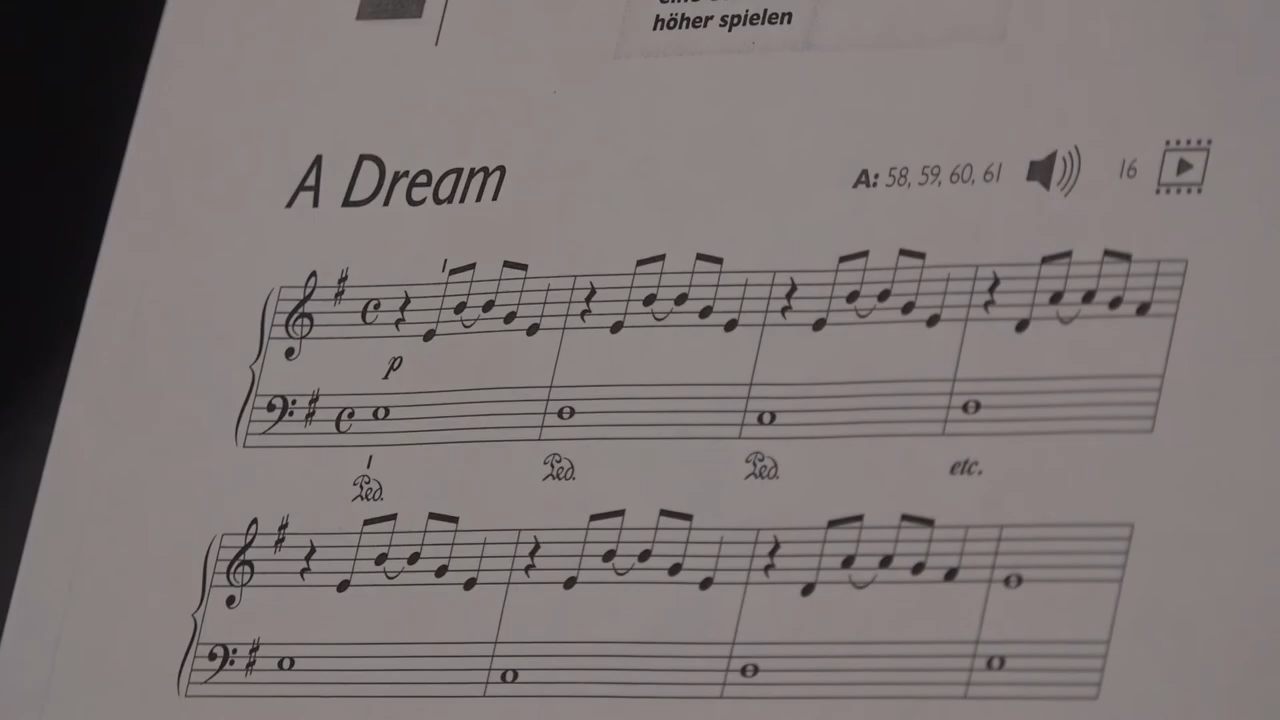 höher spielen
A Dream
A: 58, 59, 60, 61 16
p
Ped. Ped. Ped. etc.